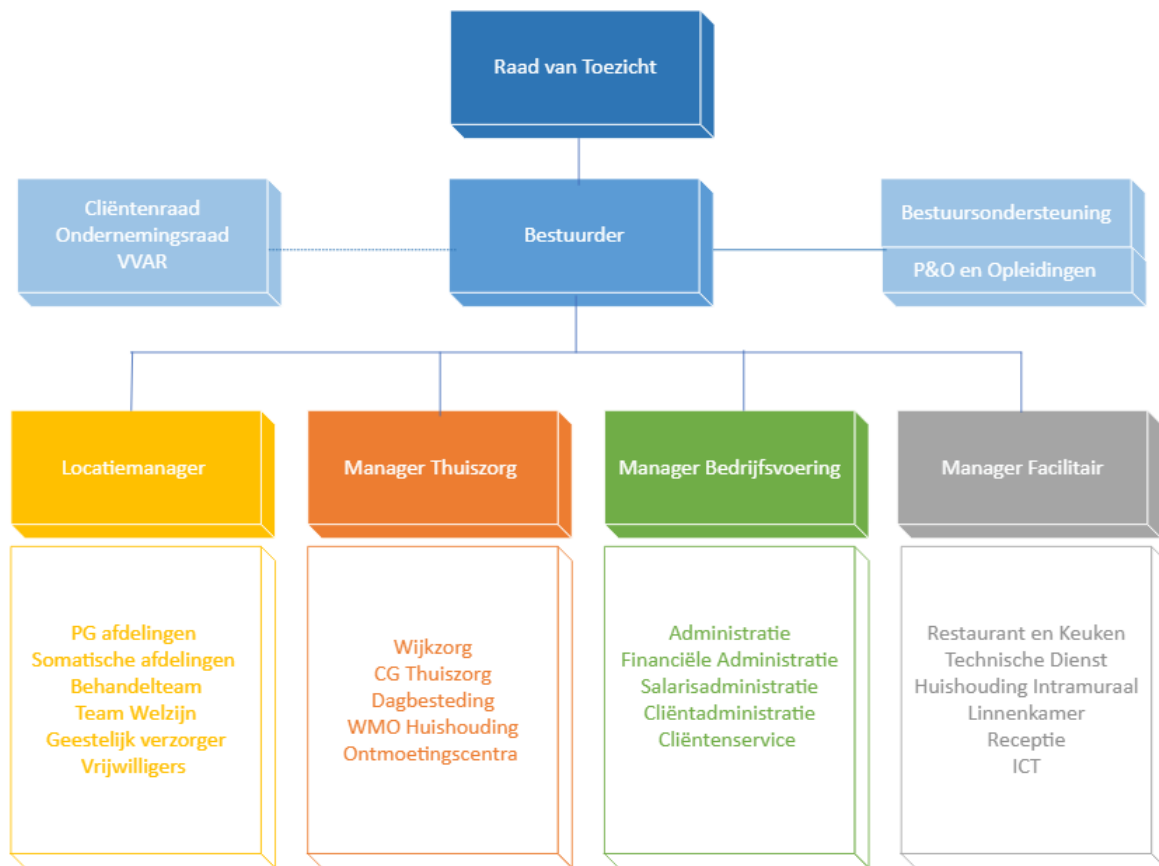 Raad van Toezicht
Cliëntenraad
Ondernemingsraad
VVAR
Bestuurder
Bestuursondersteuning
P&O en Opleidingen
Locatiemanager
Manager Thuiszorg
Manager Bedrijfsvoering
Manager Facilitair
PG afdelingen
Somatische afdelingen
Behandelteam
Team Welzijn
Geestelijk verzorger
Vrijwilligers
Wijkzorg
CG Thuiszorg
Dagbesteding
WMO Huishouding
Ontmoetingscentra
Administratie
Financiële Administratie
Salarisadministratie
Cliëntadministratie
Cliëntenservice
Restaurant en Keuken
Technische Dienst
Huishouding Intramuraal
Linnenkamer
Receptie
ICT